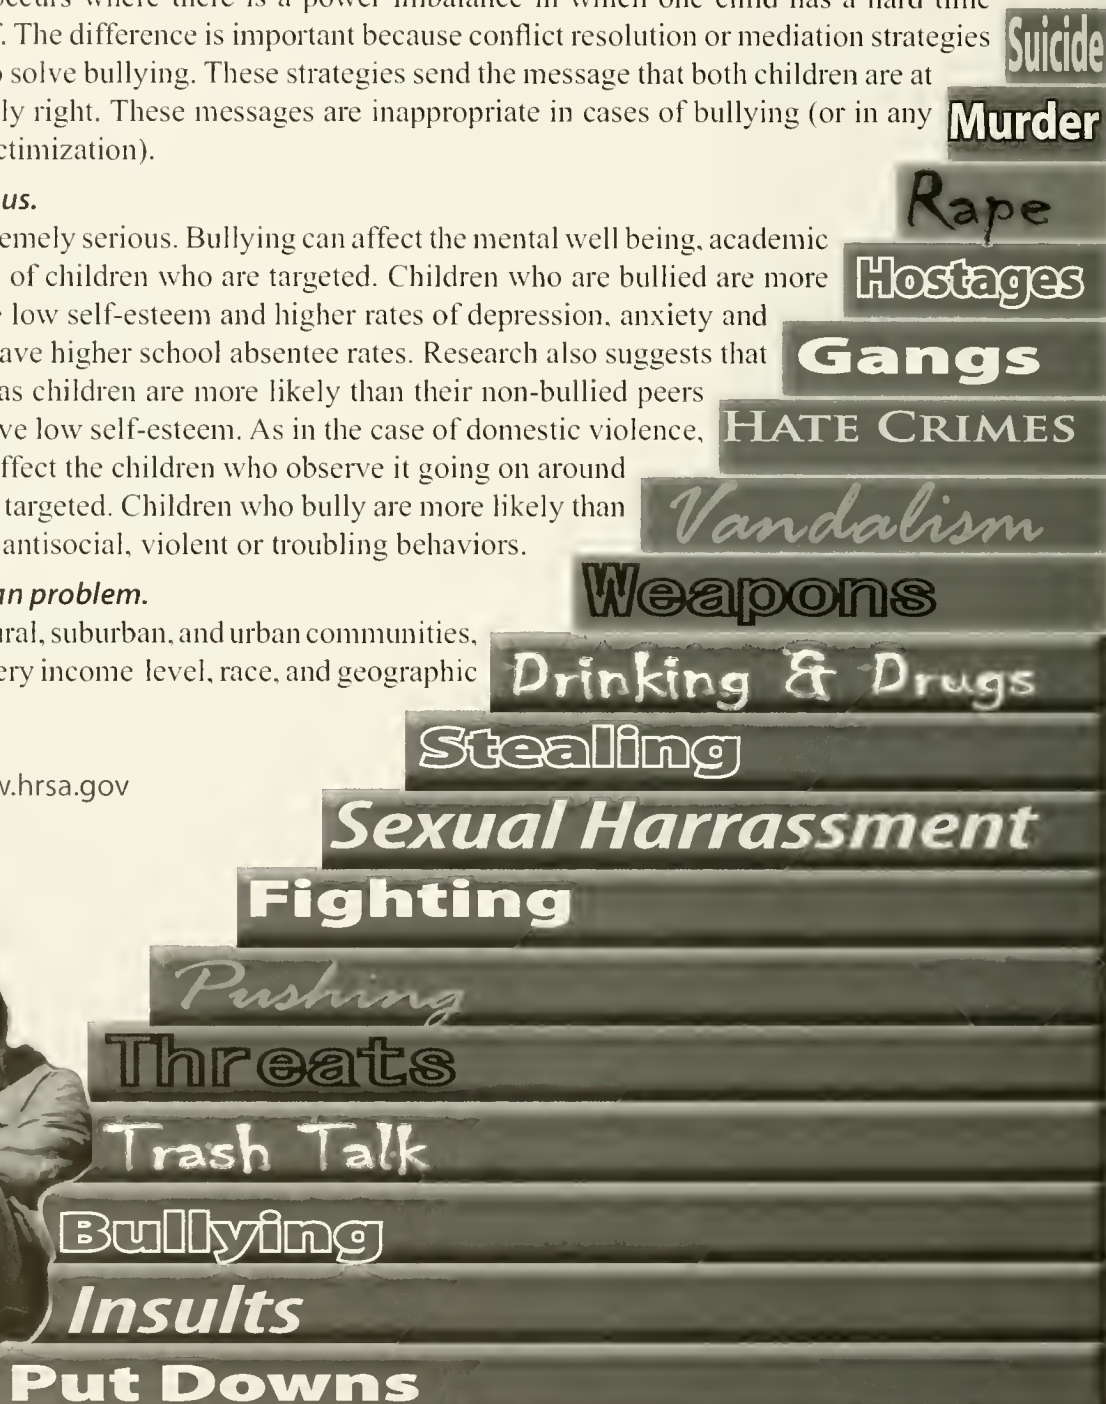 occurs where there is a power imbalance in which one child has a hard time
The difference is important because conflict resolution or mediation strategies
solve bullying. These strategies send the message that both children are at
ly right. These messages are inappropriate in cases of bullying (or in any
ctimization).
us.
emely serious. Bullying can affect the mental well being, academic
of children who are targeted. Children who are bullied are more
low self-esteem and higher rates of depression, anxiety and
ave higher school absentee rates. Research also suggests that
as children are more likely than their non-bullied peers
ve low self-esteem. As in the case of domestic violence,
ffect the children who observe it going on around
targeted. Children who bully are more likely than
antisocial, violent or troubling behaviors.
an problem.
ural, suburban, and urban communities,
ery income level, race, and geographic
w.hrsa.gov
Suicide
Murder
Rape
Hostages
Gangs
HATE CRIMES
Vandalism
Weapons
Drinking & Drugs
Stealing
Sexual Harrassment
Fighting
Pushing
Threats
Trash Talk
Bullying
Insults
Put Downs